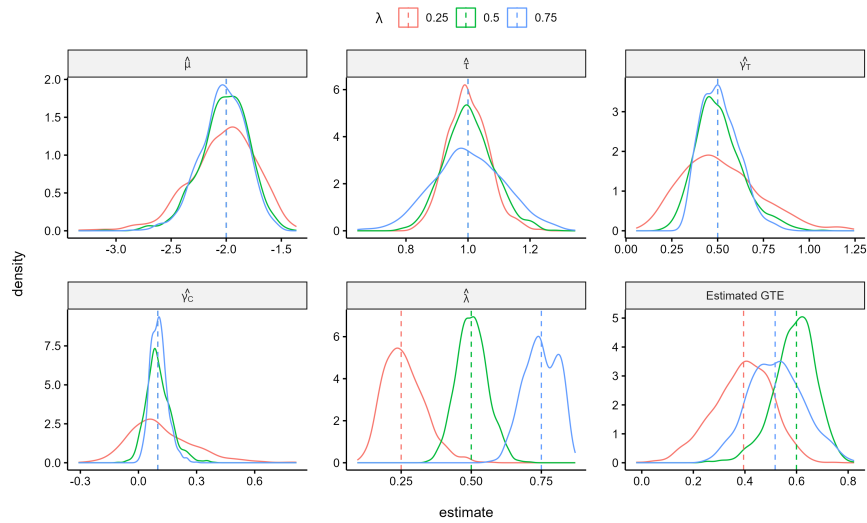 λ 0.25 0.5 0.75
μ̂ τ̂ γ̂T
2.0 6 3
1.5 4 2
1.0 2 1
0.5 0 0
0.0
-3.0 -2.5 -2.0 -1.5 0.8 1.0 1.2 0.00 0.25 0.50 0.75 1.00 1.25
density
γ̂C λ̂ Estimated GTE
7.5 6 5
5.0 4 4
2.5 2 3
0.0 0 2
1
0
-0.3 0.0 0.3 0.6 0.25 0.50 0.75 0.0 0.2 0.4 0.6 0.8
estimate